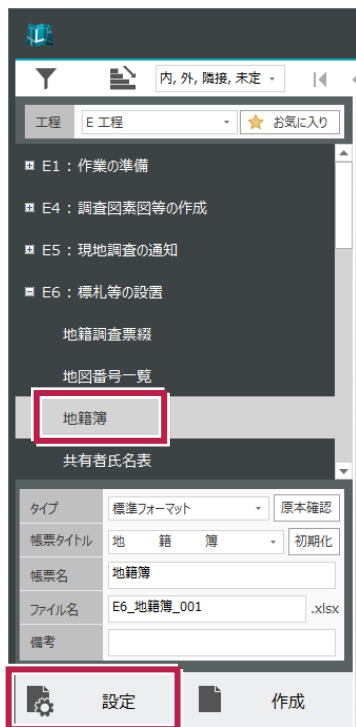 内, 外, 隣接, 未定
工程 E 工程 お気に入り
E1：作業の準備
E4：調査図素図等の作成
E5：現地調査の通知
E6：標札等の設置
地籍調査票綴
地図番号一覧
地籍簿
共有者氏名表
タイプ 標準フォーマット 原本確認
帳票タイトル 地 籍 簿 初期化
帳票名 地籍簿
ファイル名 E6_地籍簿_001 .xlsx
備考
設定 作成